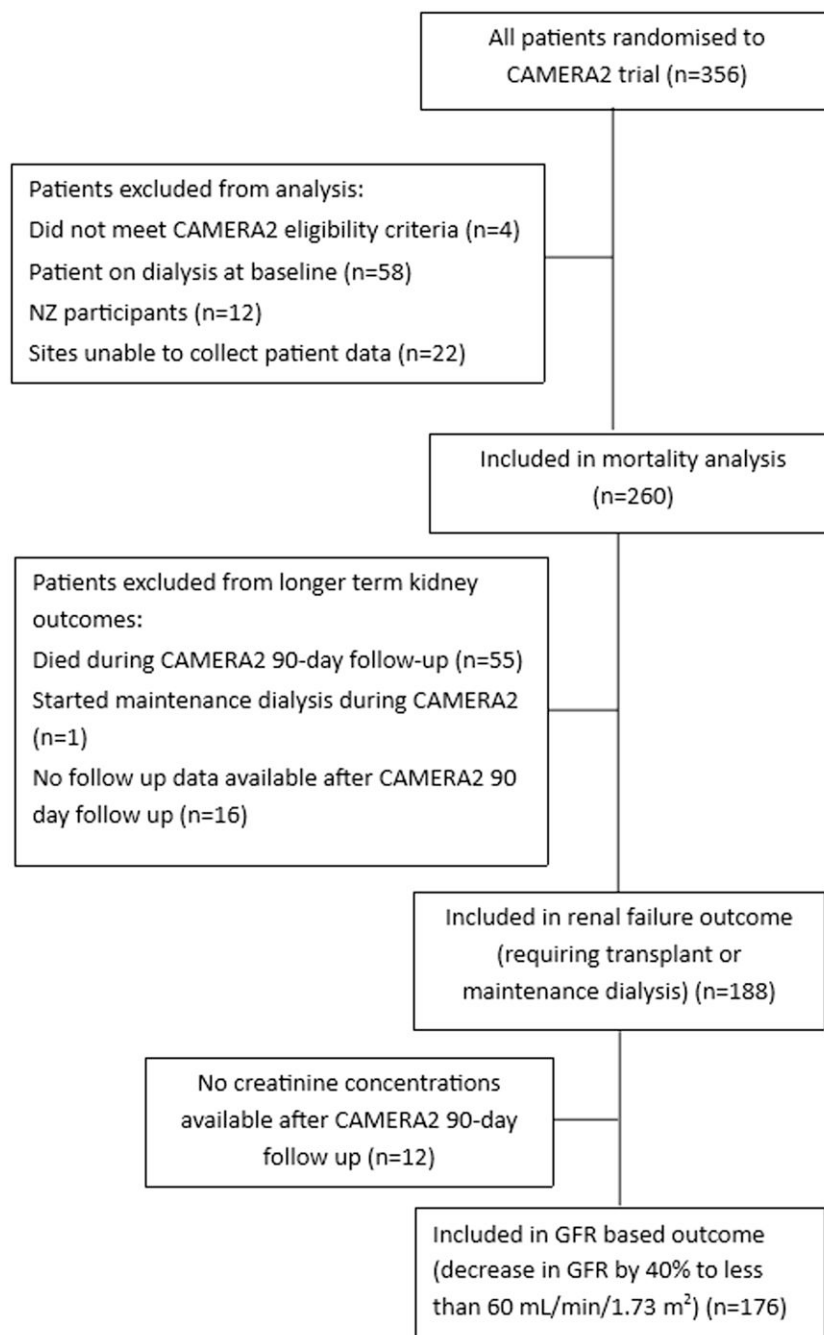 All patients randomised to
CAMERA2 trial (n=356)
Patients excluded from analysis:
Did not meet CAMERA2 eligibility criteria (n=4)
Patient on dialysis at baseline (n=58)
NZ participants (n=12)
Sites unable to collect patient data (n=22)
Included in mortality analysis
(n=260)
Patients excluded from longer term kidney
outcomes:
Died during CAMERA2 90-day follow-up (n=55)
Started maintenance dialysis during CAMERA2
(n=1)
No follow up data available after CAMERA2 90
day follow up (n=16)
Included in renal failure outcome
(requiring transplant or
maintenance dialysis) (n=188)
No creatinine concentrations
available after CAMERA2 90-day
follow up (n=12)
Included in GFR based outcome
(decrease in GFR by 40% to less
than 60 mL/min/1.73 m²) (n=176)